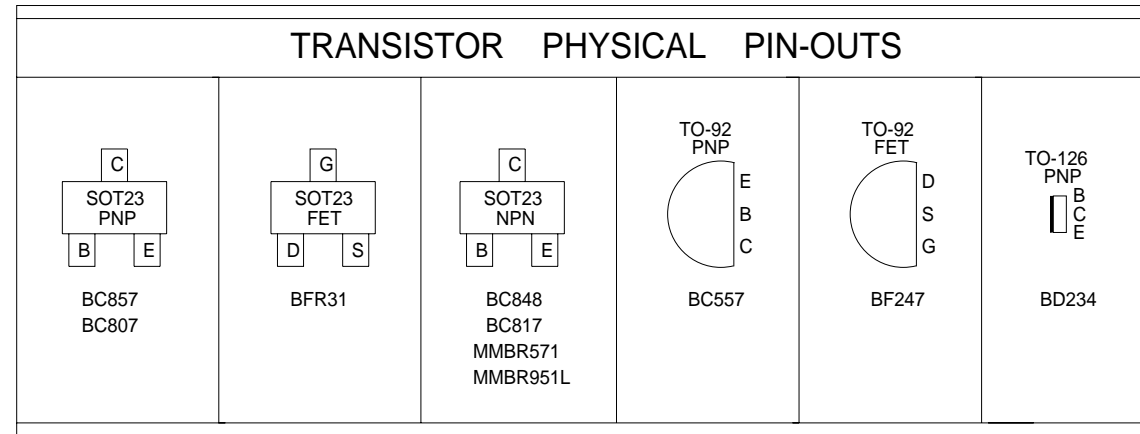 TRANSISTOR PHYSICAL PIN-OUTS
C
SOT23
PNP
B E
BC857
BC807
G
SOT23
FET
D S
BFR31
C
SOT23
NPN
B E
BC848
BC817
MMBR571
MMBR951L
TO-92
PNP
E
B
C
BC557
TO-92
FET
D
S
G
BF247
TO-126
PNP
B
C
E
BD234